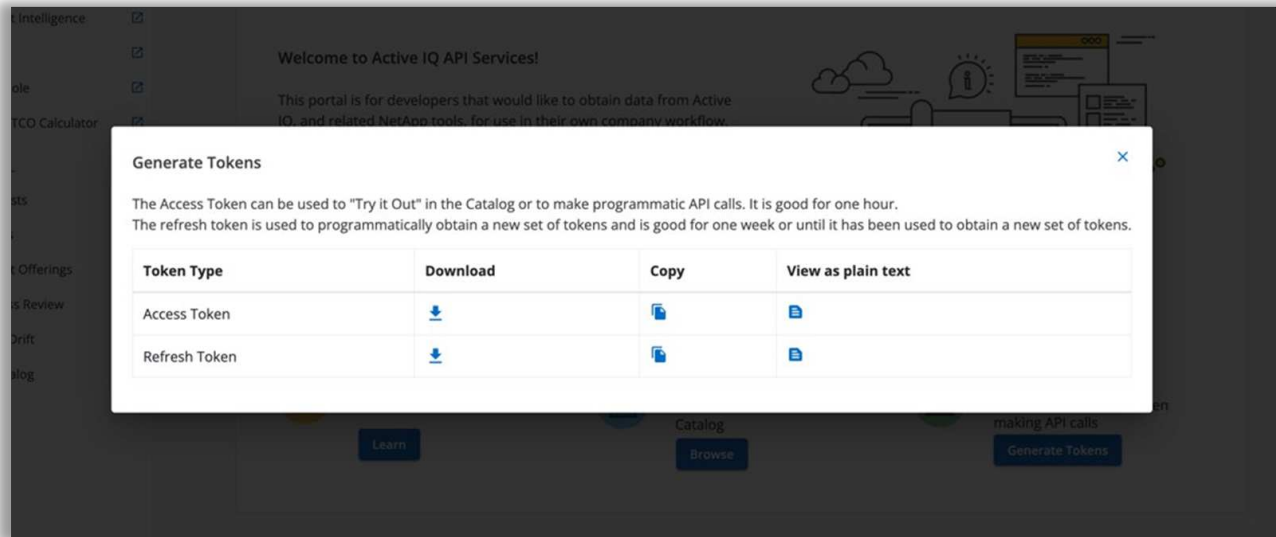 t Intelligence
ole
TCO Calculator
sts
t Offerings
ss Review
Drift
alog
Welcome to Active IQ API Services!
This portal is for developers that would like to obtain data from Active
IQ, and related NetApp tools, for use in their own company workflow.
Generate Tokens
The Access Token can be used to "Try it Out" in the Catalog or to make programmatic API calls. It is good for one hour.
The refresh token is used to programmatically obtain a new set of tokens and is good for one week or until it has been used to obtain a new set of tokens.
Token Type Download Copy View as plain text
Access Token
Refresh Token
en
Catalog
making API calls
Learn
Browse
Generate Tokens